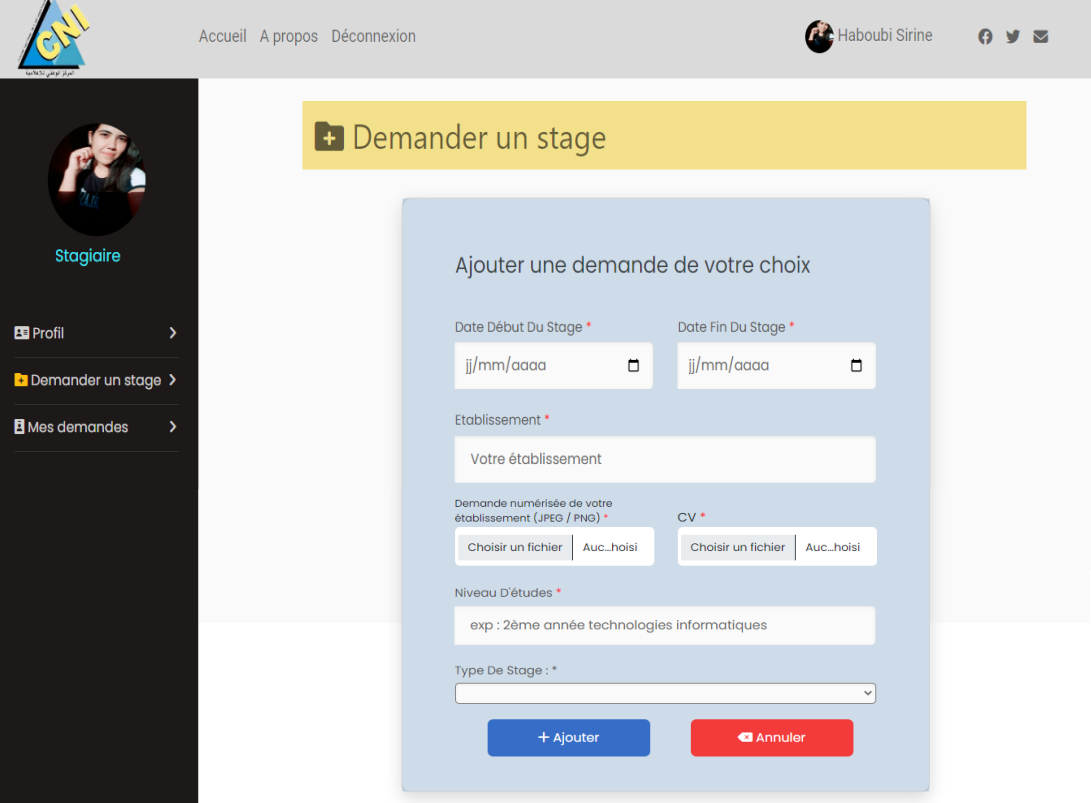 CNI
المركز الوطني للإعلامية
Accueil A propos Déconnexion
Haboubi Sirine
Stagiaire
Profil
Demander un stage
Mes demandes
Demander un stage
Ajouter une demande de votre choix
Date Début Du Stage * Date Fin Du Stage *
jj/mm/aaaa jj/mm/aaaa
Etablissement *
Votre établissement
Demande numérisée de votre
établissement (JPEG / PNG) * CV *
Choisir un fichier Auc...hoisi Choisir un fichier Auc...hoisi
Niveau D'études *
exp : 2ème année technologies informatiques
Type De Stage : *
Ajouter Annuler